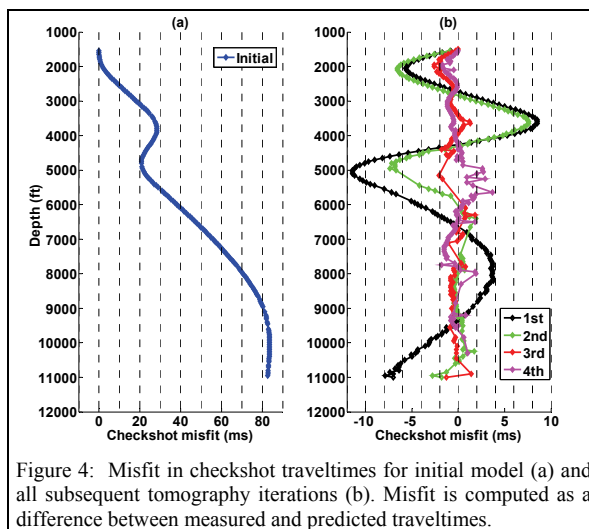 (a)
(b)
1000
2000
3000
4000
5000
6000
7000
8000
9000
10000
11000
12000
Depth (ft)
0 20 40 60 80
Checkshot misfit (ms)
Initial
1000
2000
3000
4000
5000
6000
7000
8000
9000
10000
11000
12000
-10 -5 0 5 10
Checkshot misfit (ms)
1st
2nd
3rd
4th
Figure 4: Misfit in checkshot traveltimes for initial model (a) and
all subsequent tomography iterations (b). Misfit is computed as a
difference between measured and predicted traveltimes.